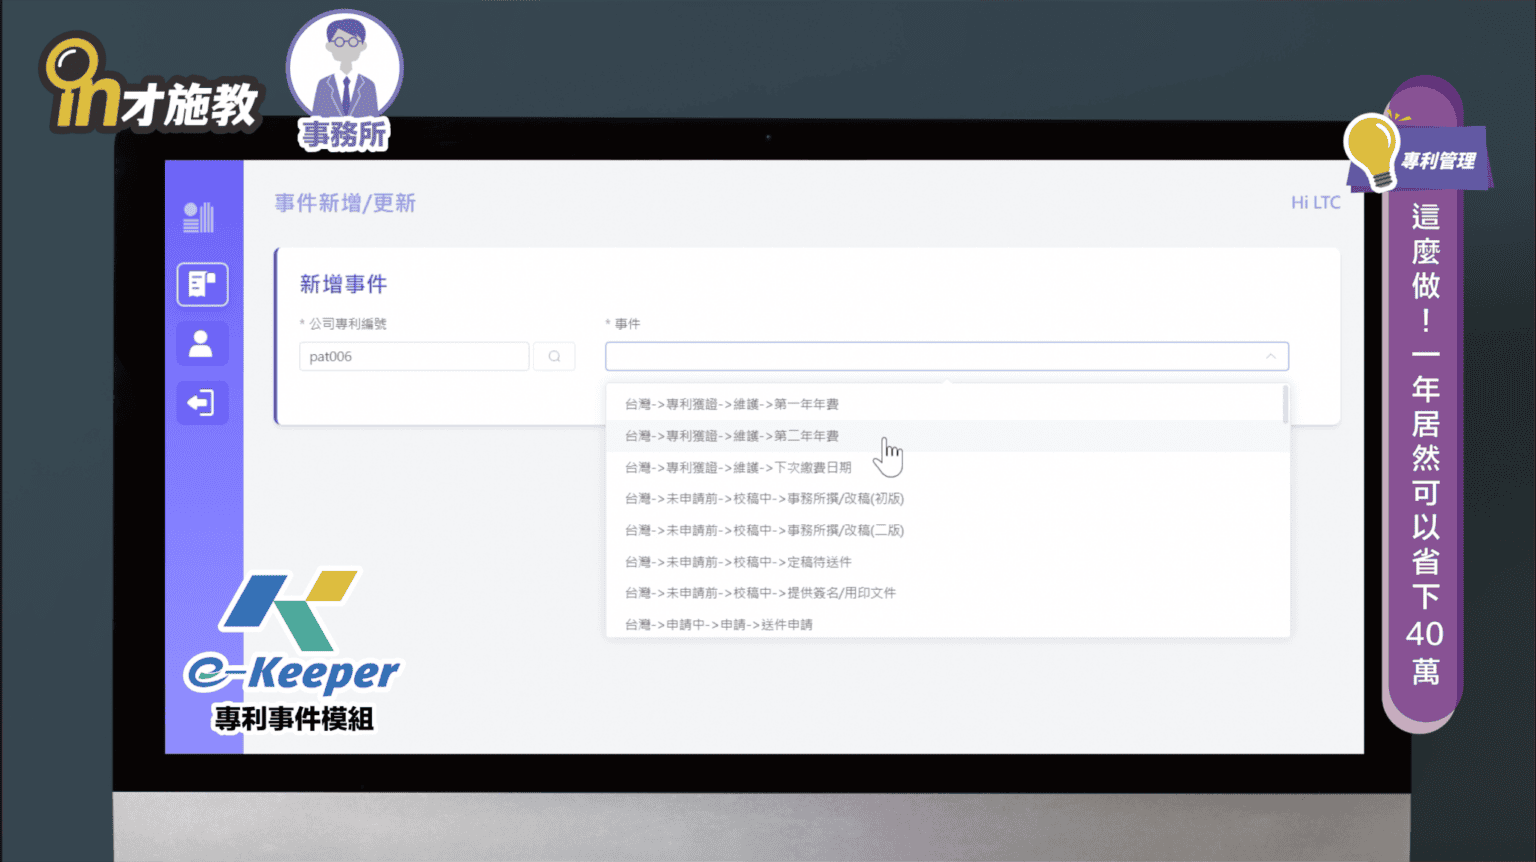 in才施教
事務所
專利管理
這麼做！一年居然可以省下40萬
事件新增/更新
Hi LTC
新增事件
* 公司專利編號
* 事件
pat006
台灣->專利獲證->維護->第一年年費
台灣->專利獲證->維護->第二年年費
台灣->專利獲證->維護->下次繳費日期
台灣->未申請前->校稿中->事務所撰/改稿(初版)
台灣->未申請前->校稿中->事務所撰/改稿(二版)
台灣->未申請前->校稿中->定稿待送件
台灣->未申請前->校稿中->提供簽名/用印文件
台灣->申請中->申請->送件申請
e-Keeper
專利事件模組